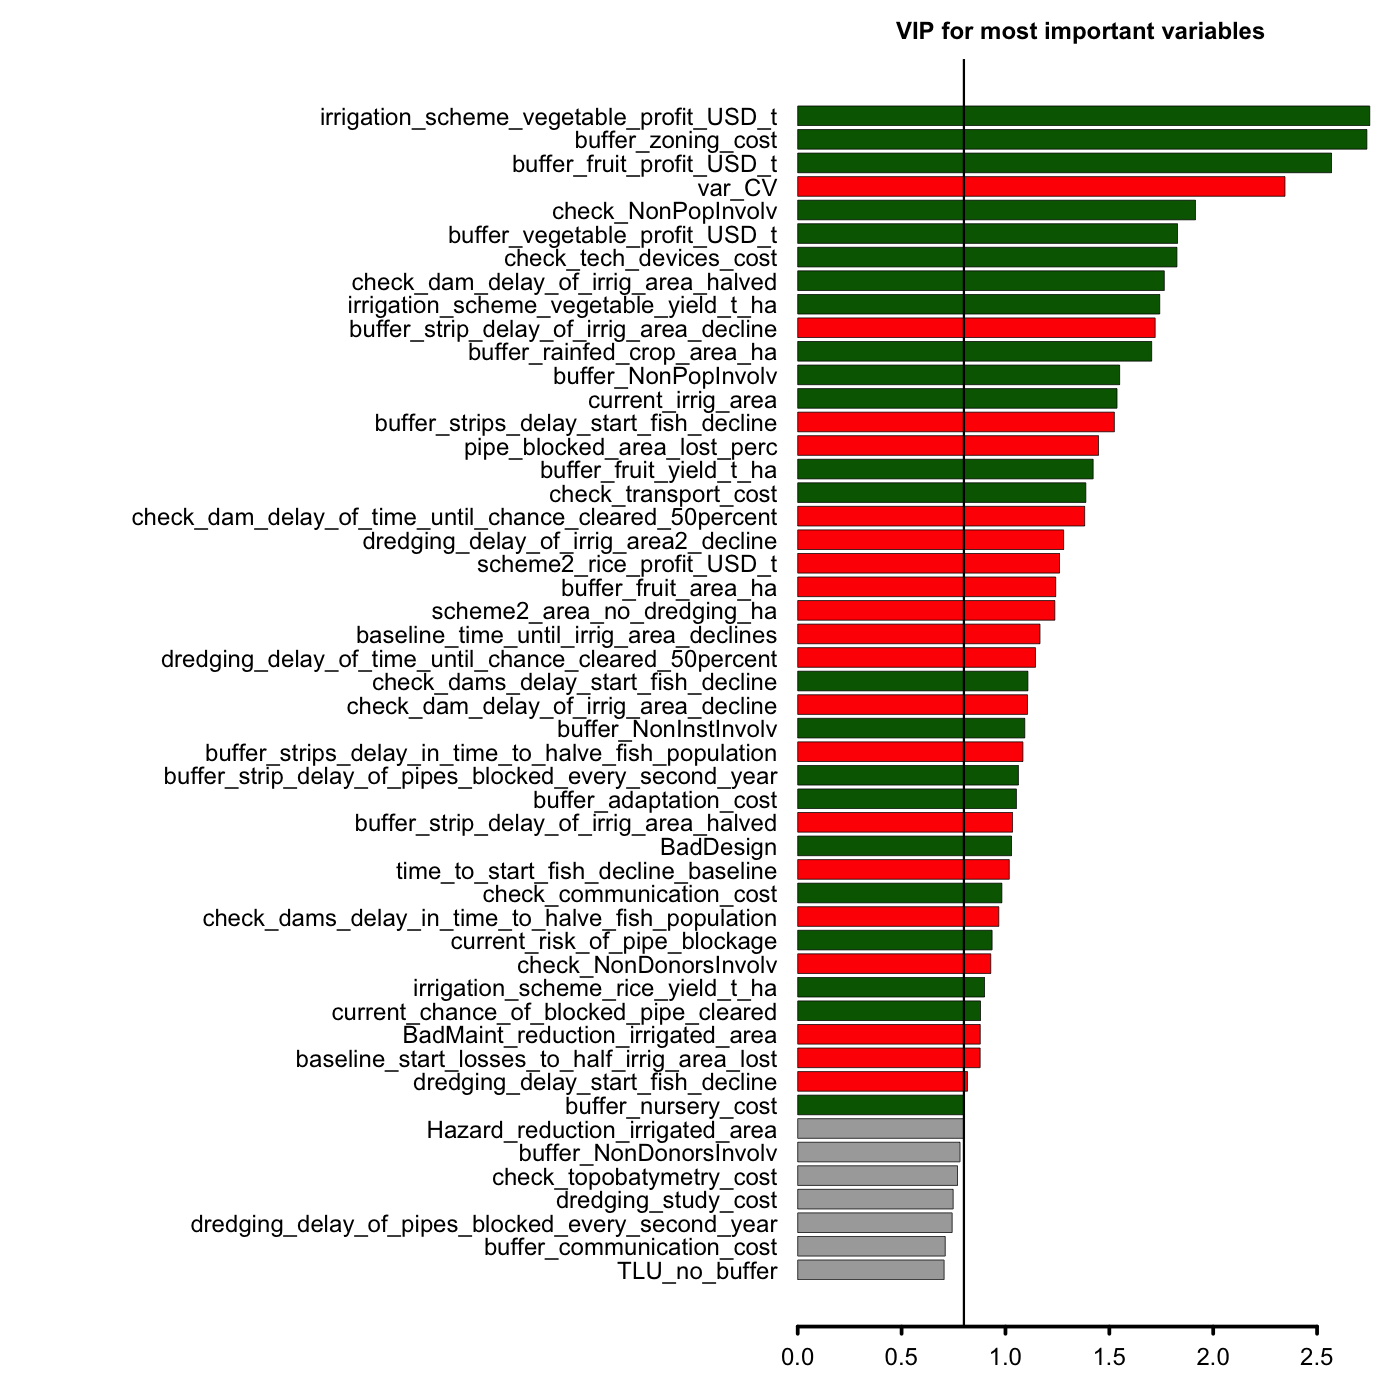 VIP for most important variables
irrigation_scheme_vegetable_profit_USD_t
buffer_zoning_cost
buffer_fruit_profit_USD_t
var_CV
check_NonPopInvolv
buffer_vegetable_profit_USD_t
check_tech_devices_cost
check_dam_delay_of_irrig_area_halved
irrigation_scheme_vegetable_yield_t_ha
buffer_strip_delay_of_irrig_area_decline
buffer_rainfed_crop_area_ha
buffer_NonPopInvolv
current_irrig_area
buffer_strips_delay_start_fish_decline
pipe_blocked_area_lost_perc
buffer_fruit_yield_t_ha
check_transport_cost
check_dam_delay_of_time_until_chance_cleared_50percent
dredging_delay_of_irrig_area2_decline
scheme2_rice_profit_USD_t
buffer_fruit_area_ha
scheme2_area_no_dredging_ha
baseline_time_until_irrig_area_declines
dredging_delay_of_time_until_chance_cleared_50percent
check_dams_delay_start_fish_decline
check_dam_delay_of_irrig_area_decline
buffer_NonInstInvolv
buffer_strips_delay_in_time_to_halve_fish_population
buffer_strip_delay_of_pipes_blocked_every_second_year
buffer_adaptation_cost
buffer_strip_delay_of_irrig_area_halved
BadDesign
time_to_start_fish_decline_baseline
check_communication_cost
check_dams_delay_in_time_to_halve_fish_population
current_risk_of_pipe_blockage
check_NonDonorsInvolv
irrigation_scheme_rice_yield_t_ha
current_chance_of_blocked_pipe_cleared
BadMaint_reduction_irrigated_area
baseline_start_losses_to_half_irrig_area_lost
dredging_delay_start_fish_decline
buffer_nursery_cost
Hazard_reduction_irrigated_area
buffer_NonDonorsInvolv
check_topobatymetry_cost
dredging_study_cost
dredging_delay_of_pipes_blocked_every_second_year
buffer_communication_cost
TLU_no_buffer
0.0 0.5 1.0 1.5 2.0 2.5